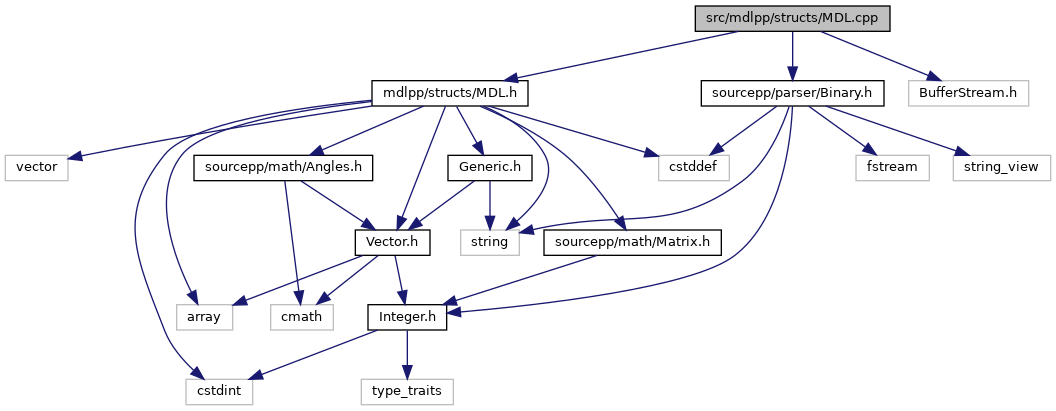 src/mdlpp/structs/MDL.cpp
mdlpp/structs/MDL.h
sourcepp/parser/Binary.h
BufferStream.h
vector
sourcepp/math/Angles.h
Generic.h
cstddef
fstream
string_view
Vector.h
string
sourcepp/math/Matrix.h
array
cmath
Integer.h
cstdint
type_traits